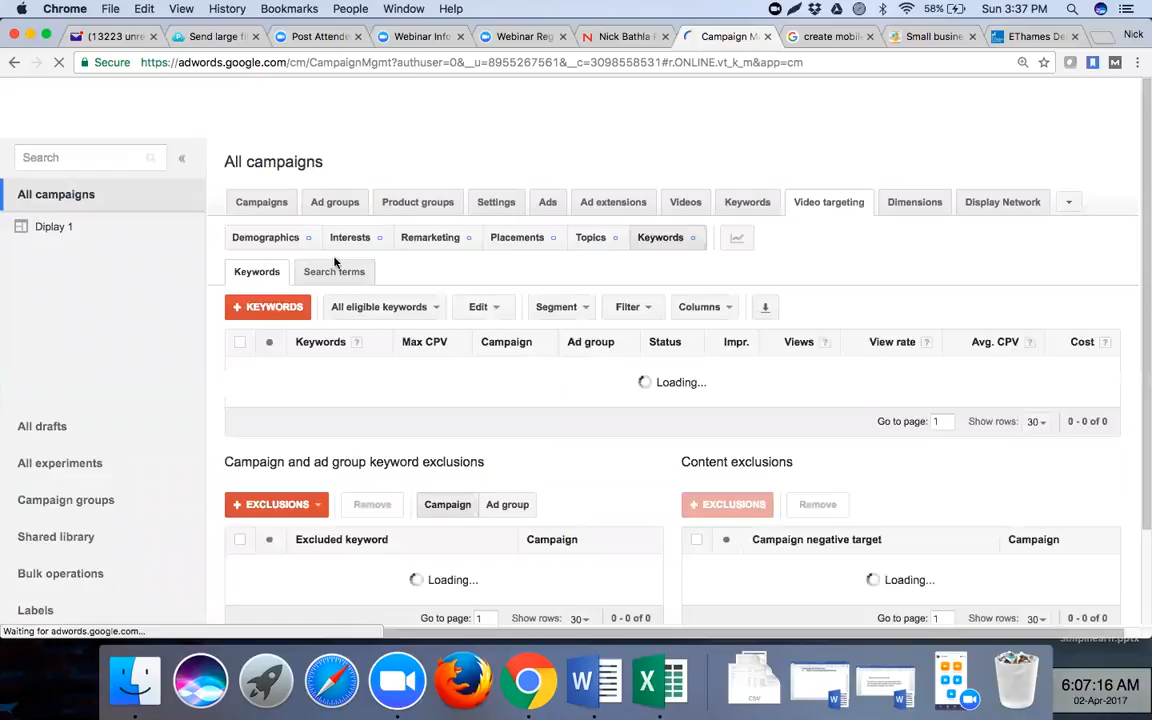 Chrome File Edit View History Bookmarks People Window Help 58% Sun 3:37 PM
(13223 unre Send large fi Post Attende Webinar Info Webinar Reg Nick Bathla Campaign M create mobil Small busine EThames De Nick
Secure https://adwords.google.com/cm/CampaignMgmt?authuser=0&__u=8955267561&__c=3098558531#r.ONLINE.vt_k_m&app=cm
Search «
All campaigns
All campaigns
Diplay 1
Campaigns Ad groups Product groups Settings Ads Ad extensions Videos Keywords Video targeting Dimensions Display Network
Demographics Interests Remarketing Placements Topics Keywords
Keywords Search terms
+ KEYWORDS All eligible keywords Edit Segment Filter Columns
Keywords ? Max CPV Campaign Ad group Status Impr. Views ? View rate ? Avg. CPV ? Cost ?
Loading...
Go to page: 1 Show rows: 30 0 - 0 of 0
All drafts
All experiments
Campaign groups
Shared library
Bulk operations
Labels
Campaign and ad group keyword exclusions Content exclusions
+ EXCLUSIONS Remove Campaign Ad group + EXCLUSIONS Remove
Excluded keyword Campaign Campaign negative target Campaign
Loading... Loading...
Go to page: 1 Show rows: 30 0 - 0 of 0 Go to page: 1 Show rows: 30 0 - 0 of 0
Waiting for adwords.google.com...
simplilearn.pptx
W X CSV W W
6:07:16 AM
02-Apr-2017